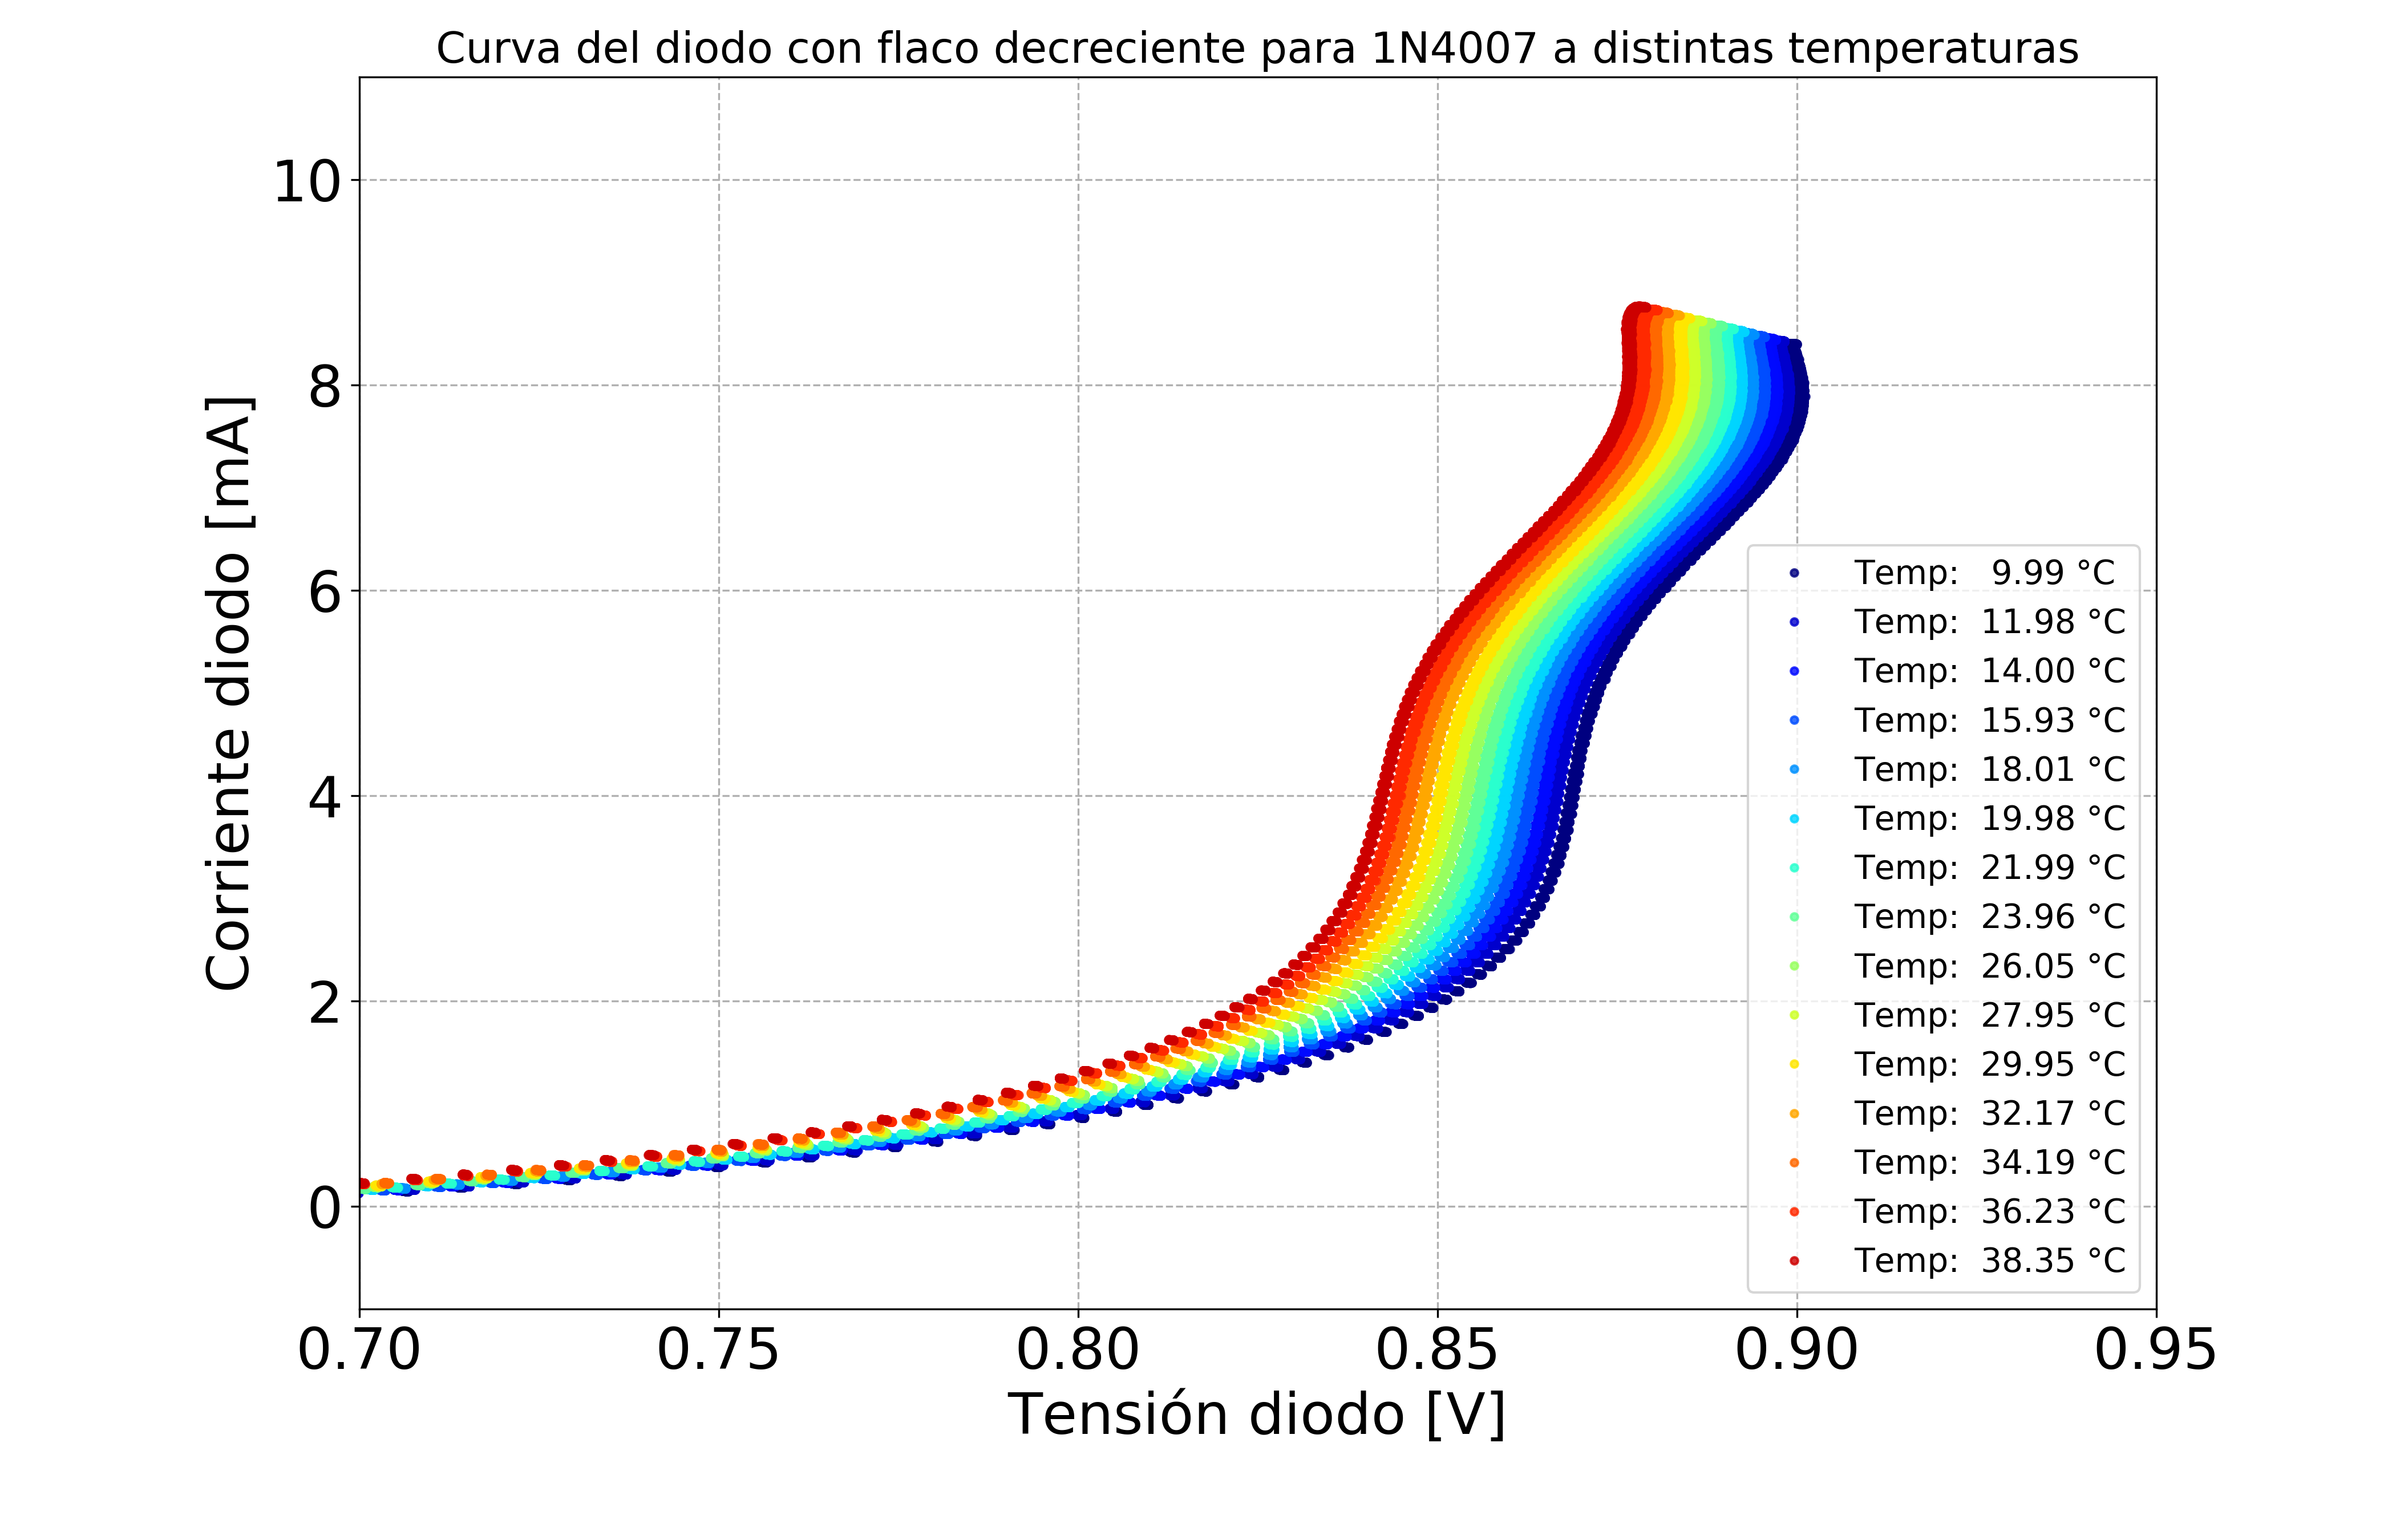 Curva del diodo con flaco decreciente para 1N4007 a distintas temperaturas
10
8
6
4
2
0
Corriente diodo [mA]
Temp: 9.99 °C
Temp: 11.98 °C
Temp: 14.00 °C
Temp: 15.93 °C
Temp: 18.01 °C
Temp: 19.98 °C
Temp: 21.99 °C
Temp: 23.96 °C
Temp: 26.05 °C
Temp: 27.95 °C
Temp: 29.95 °C
Temp: 32.17 °C
Temp: 34.19 °C
Temp: 36.23 °C
Temp: 38.35 °C
0.70 0.75 0.80 0.85 0.90 0.95
Tensión diodo [V]